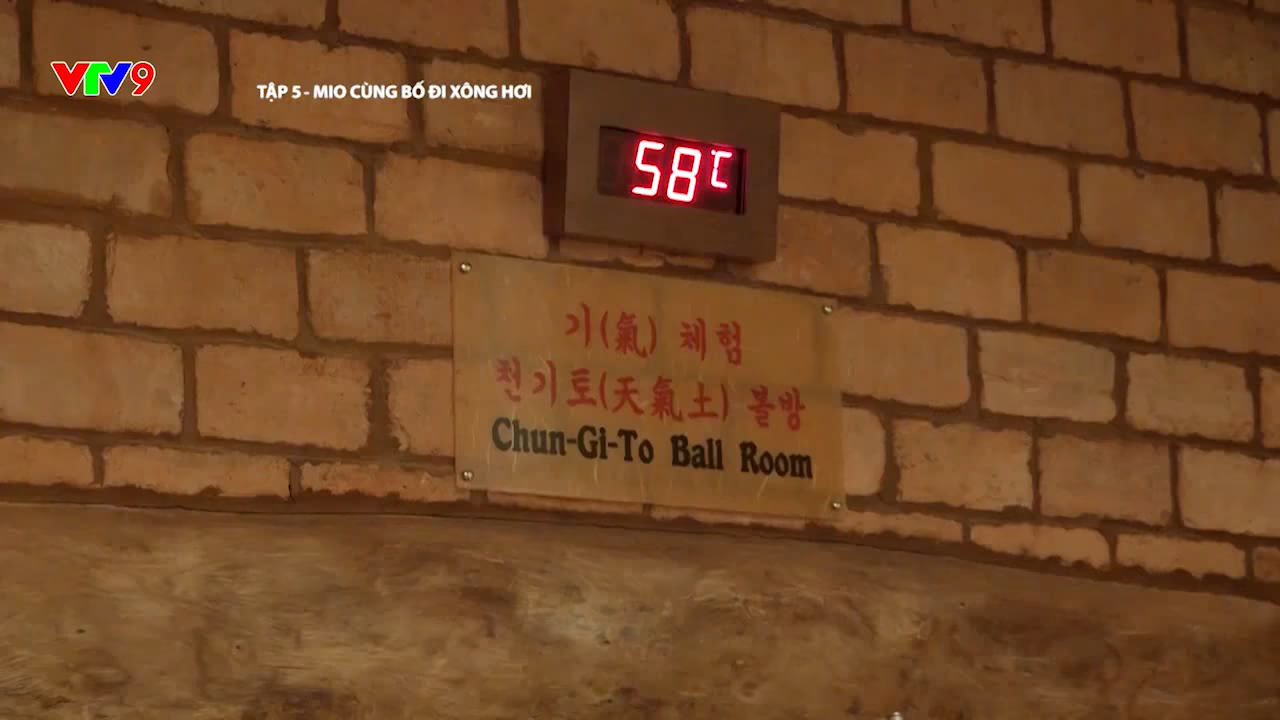 VTV9
TẬP 5 - MIO CÙNG BỐ ĐI XÔNG HƠI
58℃
기(氣) 체험
천기토(天氣土) 볼방
Chun-Gi-To Ball Room